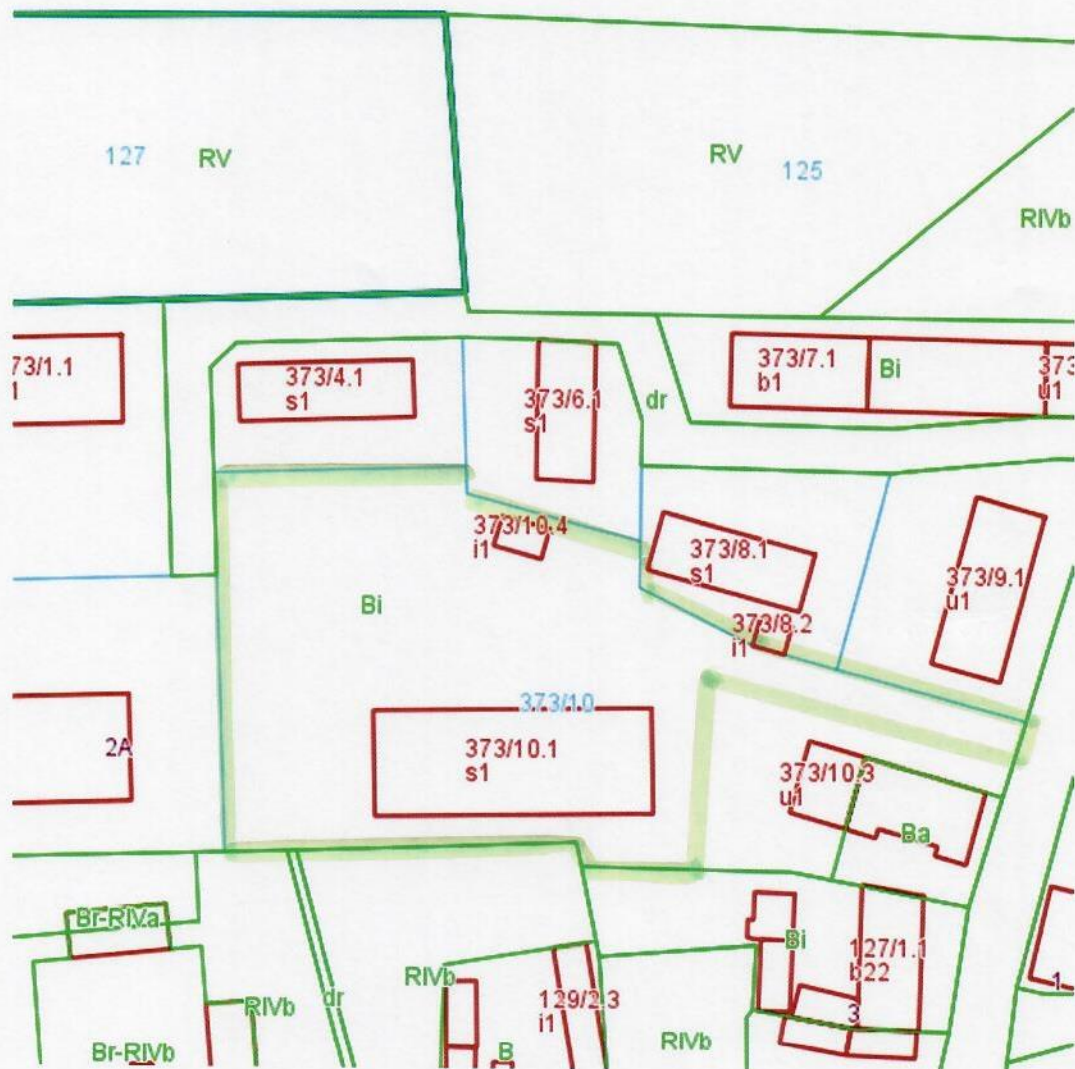 127 RV
RV 125
RIVb
73/1.1
1
373/4.1
s1
373/6.1
s1
dr
373/7.1
b1
Bi
373
u1
373/10.4
i1
373/8.1
s1
373/9.1
u1
Bi
373/8.2
i1
373/10
2A
373/10.1
s1
373/10.3
u1
Ba
Br-RIVa
Bi
127/1.1
b22
RIVb
RIVb
dr
129/2.3
i1
3
1
Br-RIVb
B
RIVb